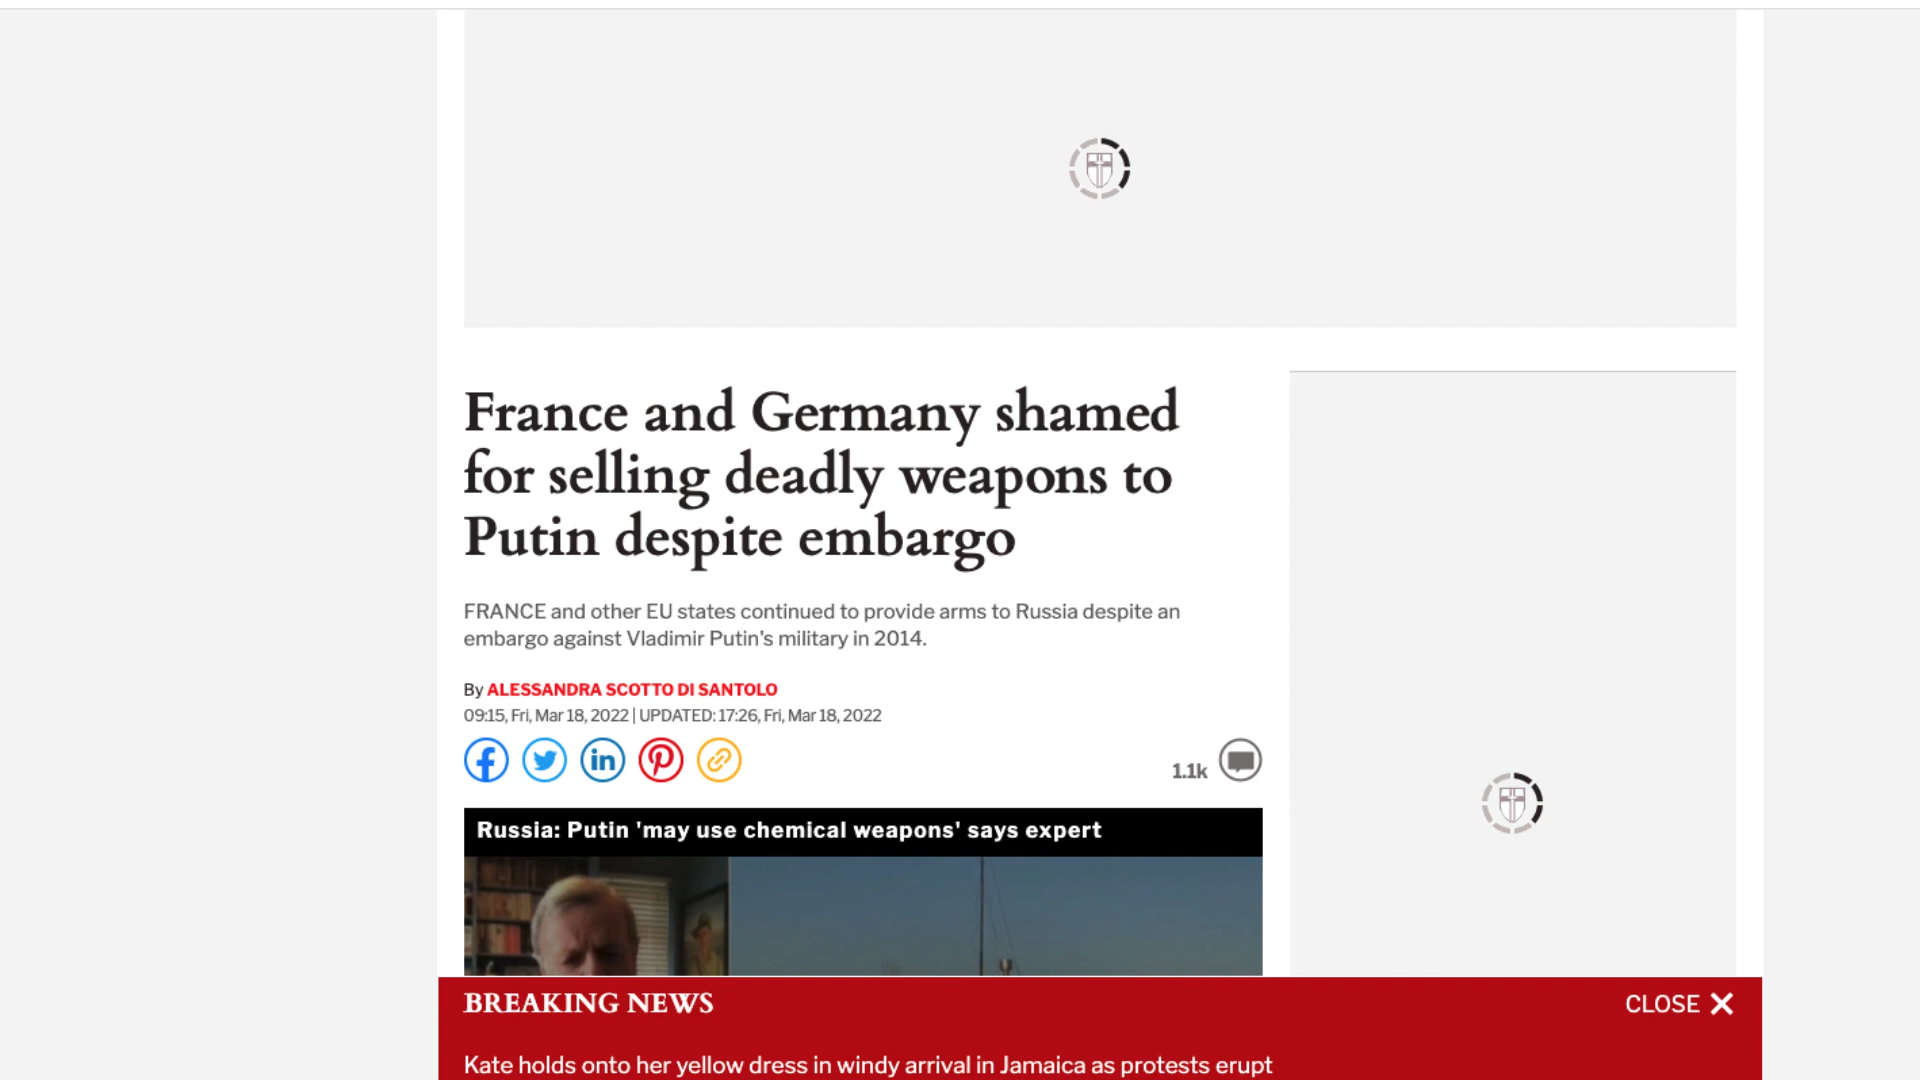 France and Germany shamed
for selling deadly weapons to
Putin despite embargo
FRANCE and other EU states continued to provide arms to Russia despite an
embargo against Vladimir Putin's military in 2014.
By ALESSANDRA SCOTTO DI SANTOLO
09:15, Fri, Mar 18, 2022 | UPDATED: 17:26, Fri, Mar 18, 2022
1.1k
Russia: Putin 'may use chemical weapons' says expert
BREAKING NEWS
CLOSE
Kate holds onto her yellow dress in windy arrival in Jamaica as protests erupt